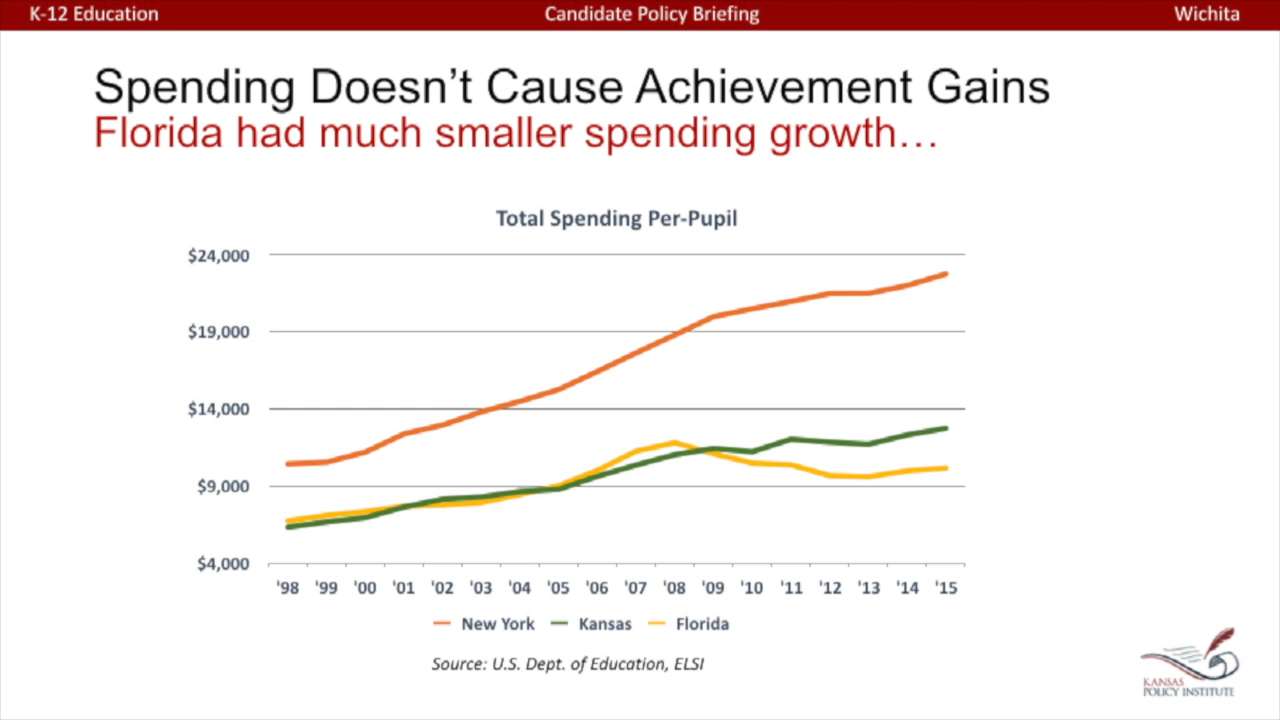 K-12 Education Candidate Policy Briefing Wichita
Spending Doesn't Cause Achievement Gains
Florida had much smaller spending growth…
Total Spending Per-Pupil
$24,000
$19,000
$14,000
$9,000
$4,000
'98 '99 '00 '01 '02 '03 '04 '05 '06 '07 '08 '09 '10 '11 '12 '13 '14 '15
New York Kansas Florida
Source: U.S. Dept. of Education, ELSI
KANSAS
POLICY INSTITUTE